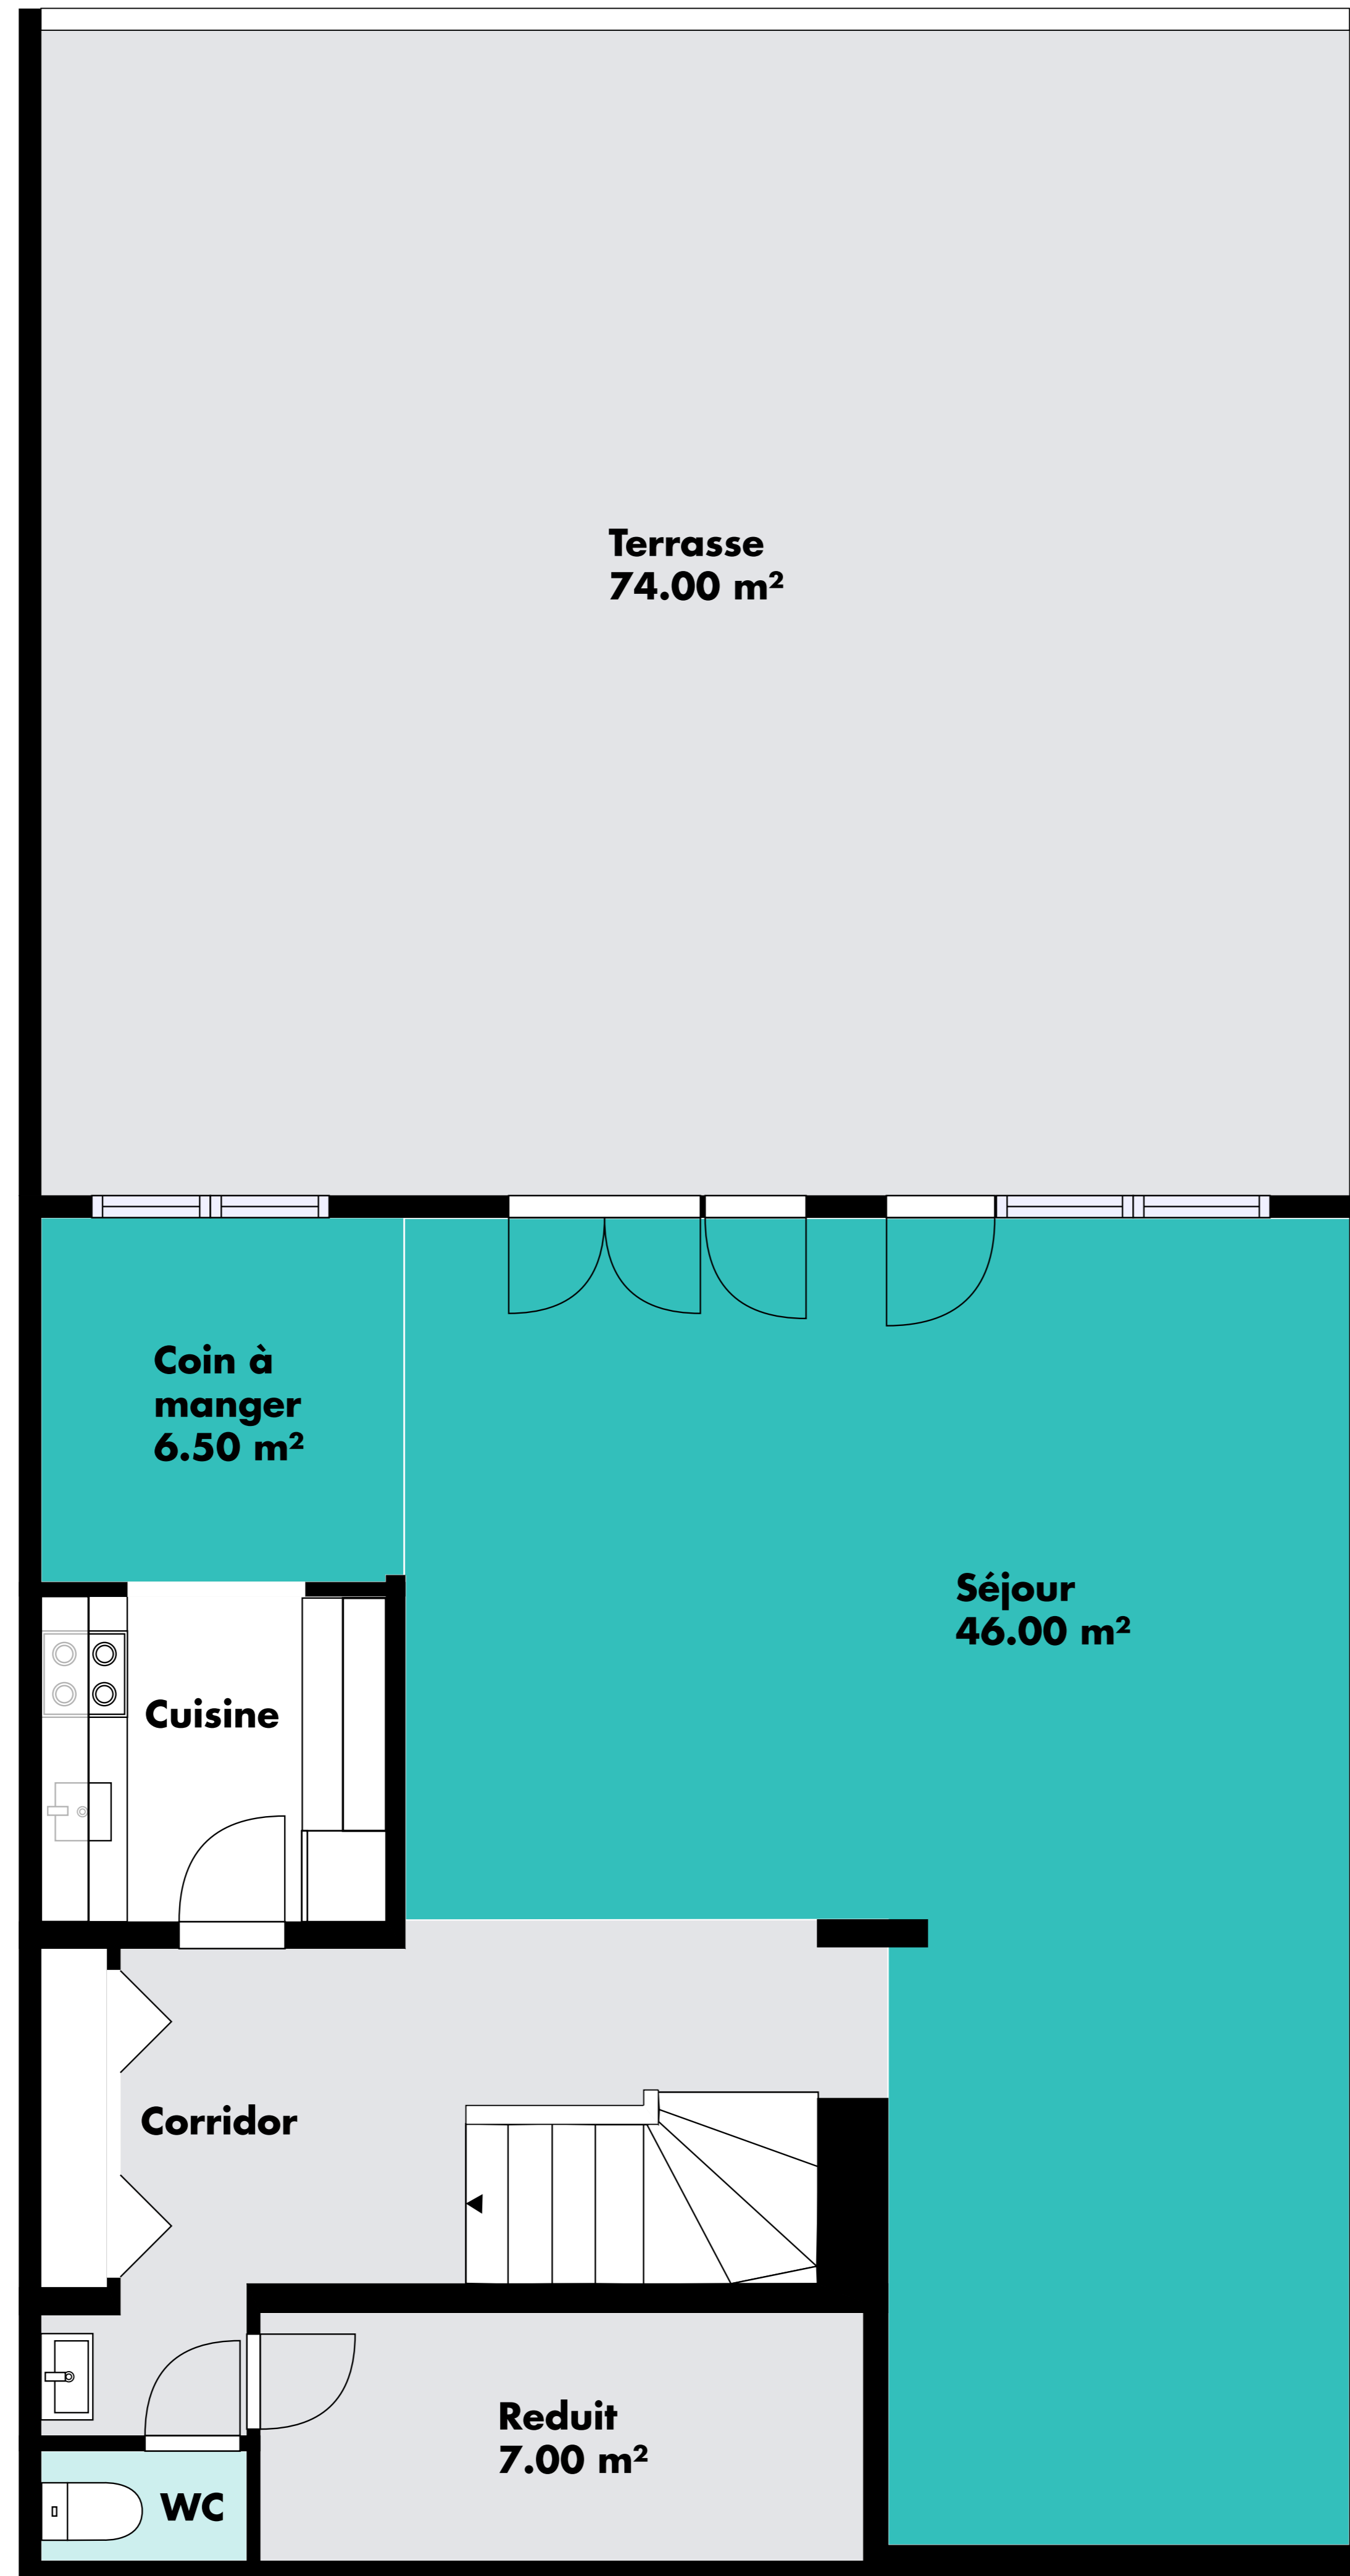 Terrasse
74.00 m²
Coin à
manger
6.50 m²
Séjour
46.00 m²
Cuisine
Corridor
Reduit
7.00 m²
WC